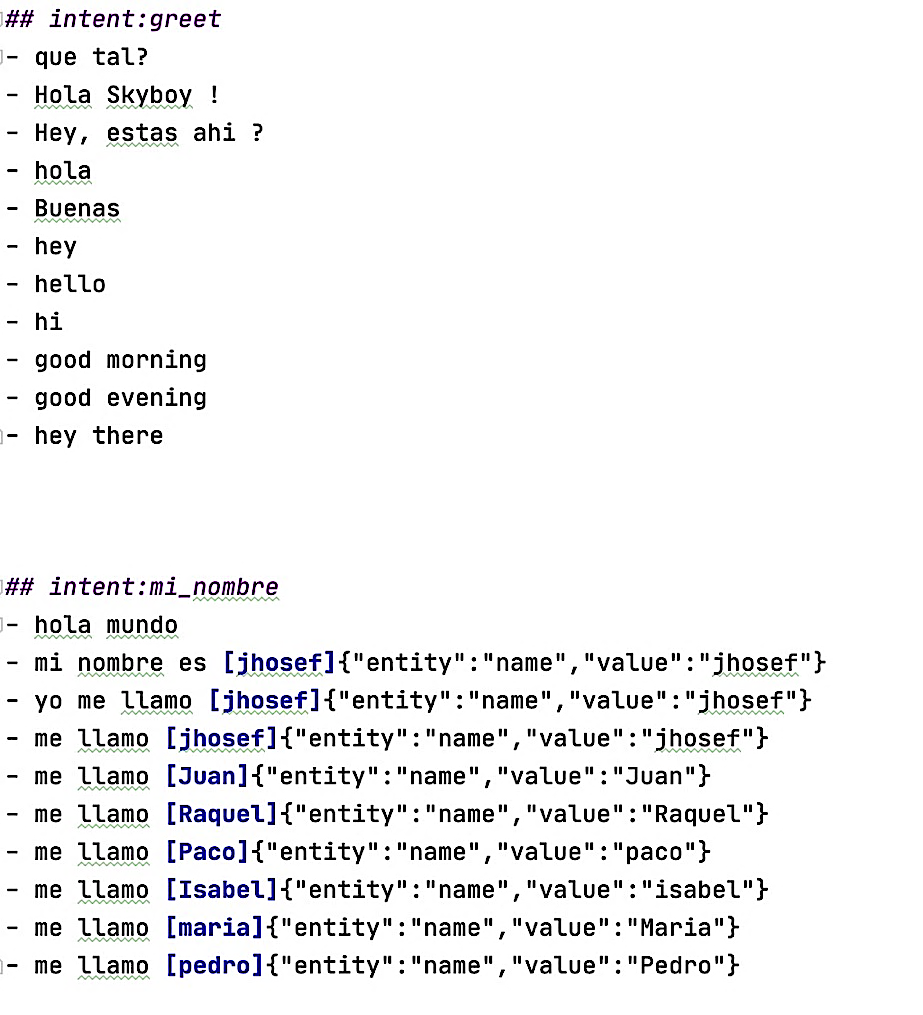 ## intent:greet
- que tal?
- Hola Skyboy !
- Hey, estas ahi ?
- hola
- Buenas
- hey
- hello
- hi
- good morning
- good evening
- hey there
## intent:mi_nombre
- hola mundo
- mi nombre es [jhosef]{"entity":"name","value":"jhosef"}
- yo me llamo [jhosef]{"entity":"name","value":"jhosef"}
- me llamo [jhosef]{"entity":"name","value":"jhosef"}
- me llamo [Juan]{"entity":"name","value":"Juan"}
- me llamo [Raquel]{"entity":"name","value":"Raquel"}
- me llamo [Paco]{"entity":"name","value":"paco"}
- me llamo [Isabel]{"entity":"name","value":"isabel"}
- me llamo [maria]{"entity":"name","value":"Maria"}
- me llamo [pedro]{"entity":"name","value":"Pedro"}